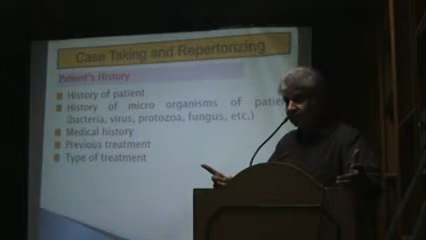 Case Taking and Repertorizing
Patient's History
History of patient
History of micro organisms of patie
(bacteria, virus, protozoa, fungus, etc.)
Medical history
Previous treatment
Type of treatment